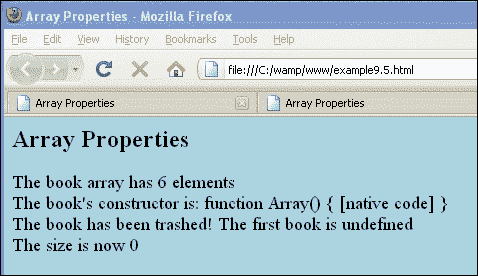 Array Properties - Mozilla Firefox
File Edit View History Bookmarks Tools Help
file:///C:/wamp/www/example9.5.html
Array Properties Array Properties
Array Properties
The book array has 6 elements
The book's constructor is: function Array() { [native code] }
The book has been trashed! The first book is undefined
The size is now 0